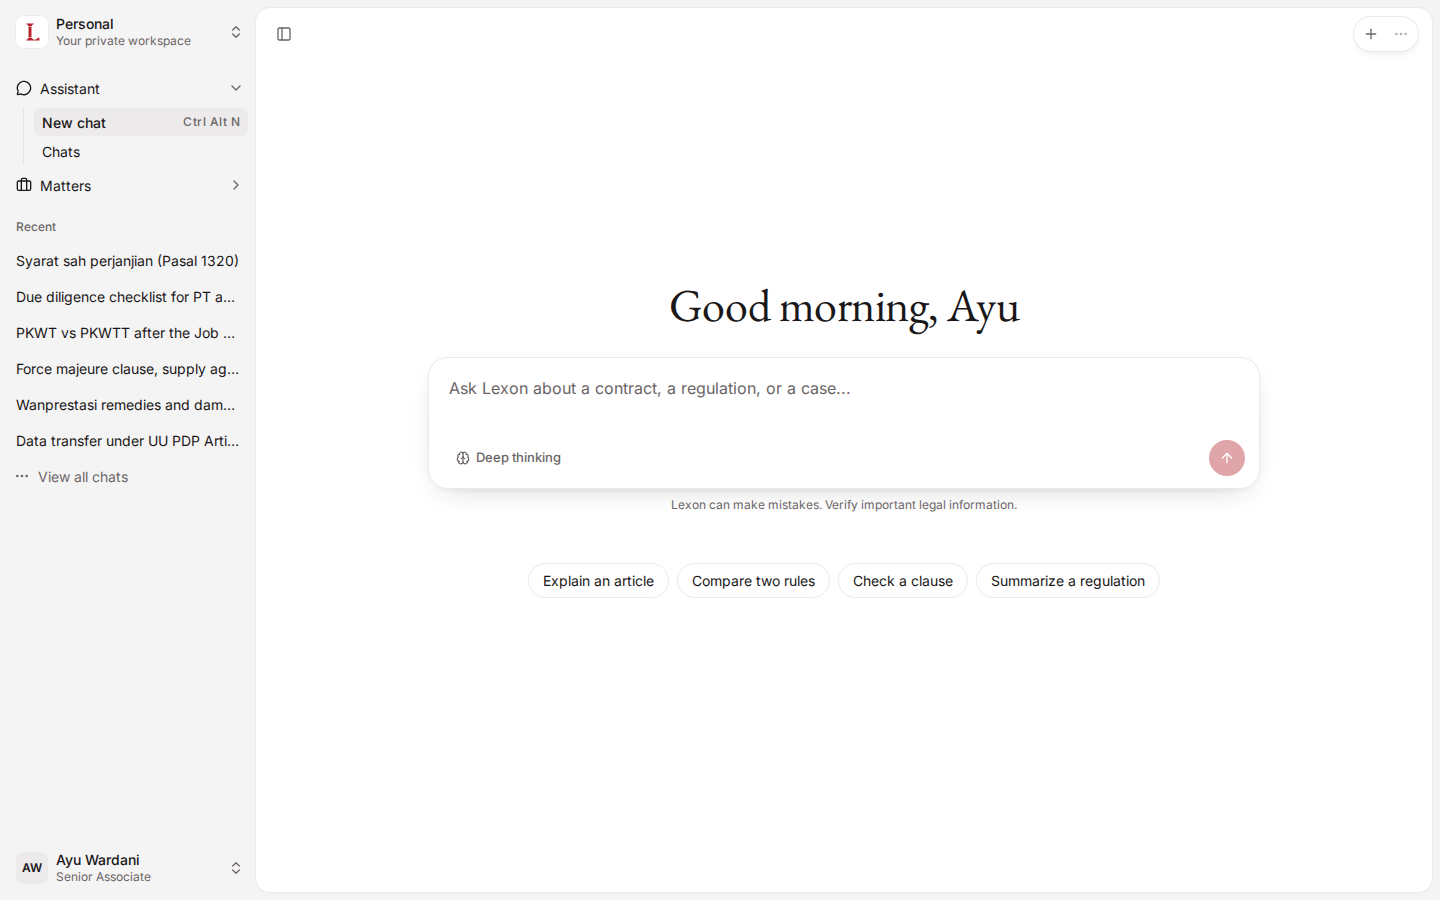 L
Personal
Your private workspace
Assistant
New chat
Ctrl Alt N
Chats
Matters
Recent
Syarat sah perjanjian (Pasal 1320)
Due diligence checklist for PT a...
PKWT vs PKWTT after the Job ...
Force majeure clause, supply ag...
Wanprestasi remedies and dam...
Data transfer under UU PDP Arti...
View all chats
AW
Ayu Wardani
Senior Associate
Good morning, Ayu
Ask Lexon about a contract, a regulation, or a case...
Deep thinking
Lexon can make mistakes. Verify important legal information.
Explain an article
Compare two rules
Check a clause
Summarize a regulation